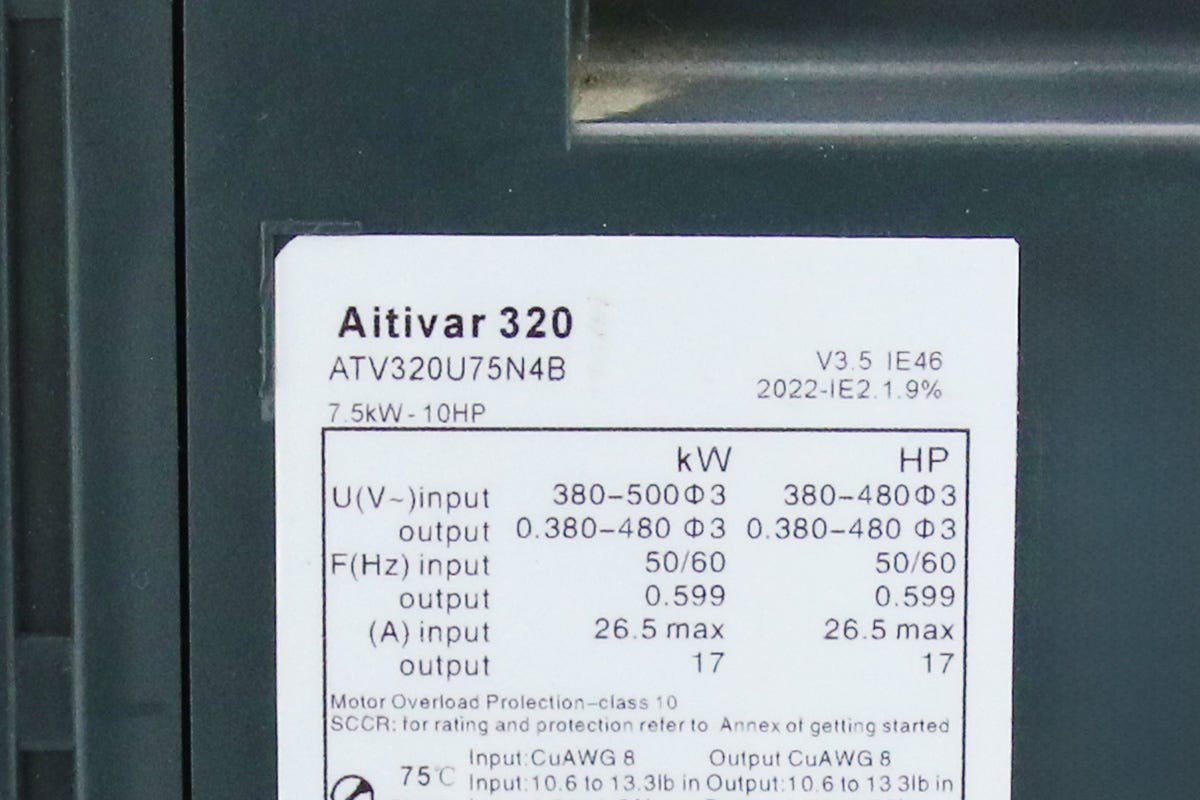 Aitivar 320
ATV320U75N4B
V3.5 IE46
2022-IE2.1.9%
7.5kW-10HP
kW HP
U(V~)input 380–500Φ3 380–480Φ3
output 0.380–480 Φ3 0.380–480 Φ3
F(Hz) input 50/60 50/60
output 0.599 0.599
(A) input 26.5 max 26.5 max
output 17 17
Motor Overload Prolection–class 10
SCCR: for rating and protection refer to Annex of getting started
Input:CuAWG 8 Output CuAWG 8
75℃ Input:10.6 to 13.3lb in Output:10.6 to 13 3lb in